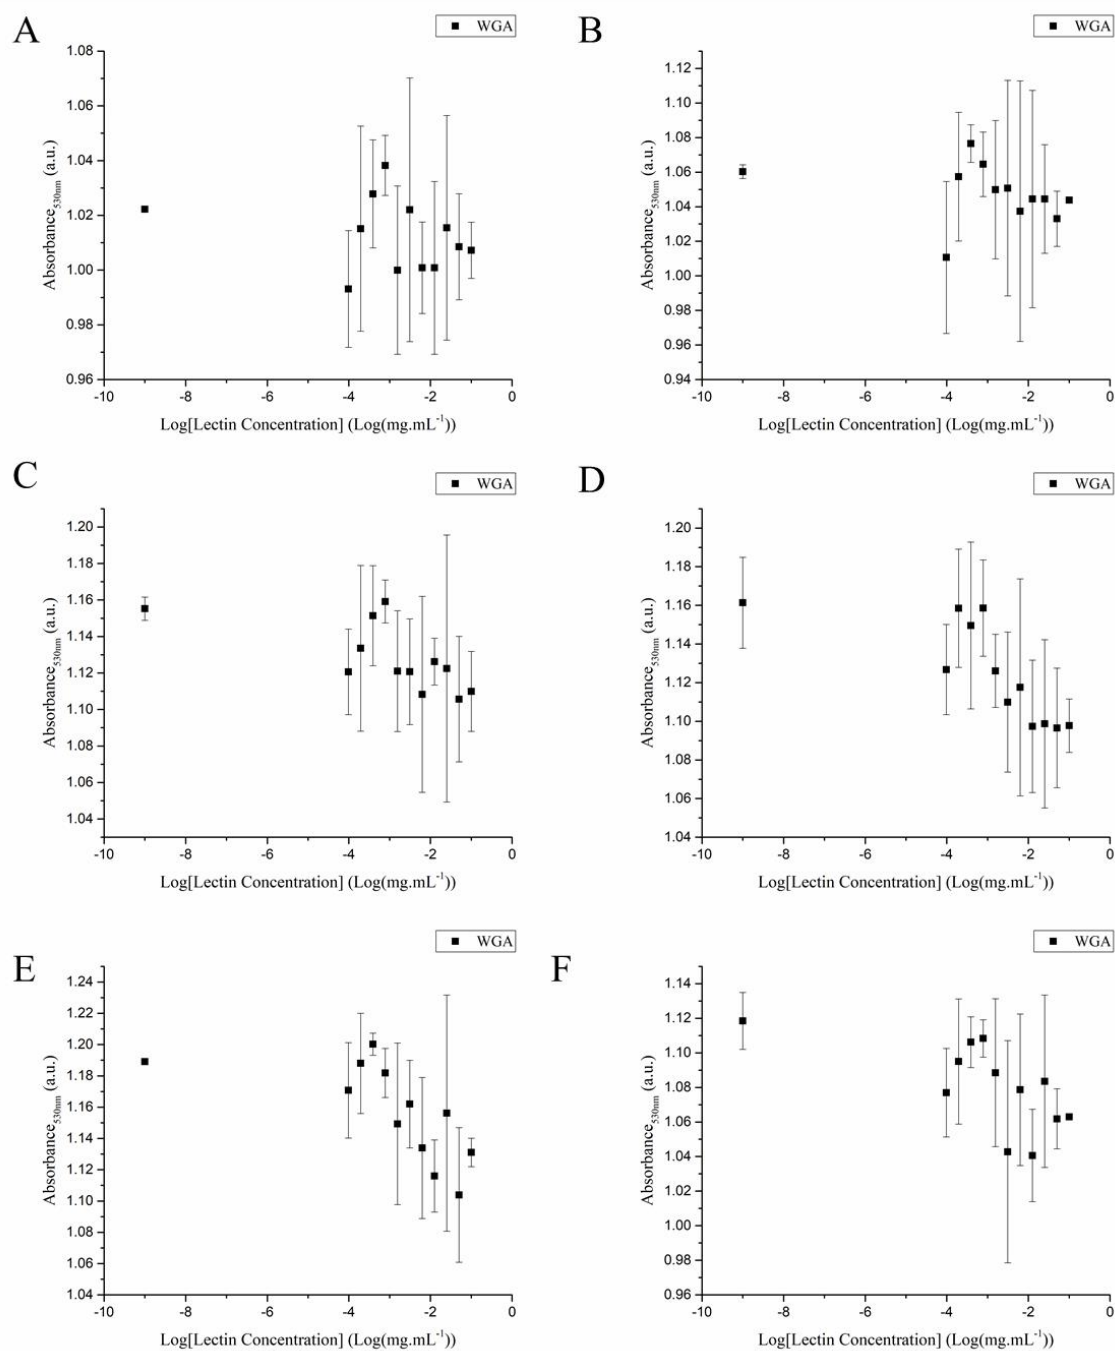 A
WGA
1.08
1.06
1.04
1.02
1.00
0.98
0.96
Absorbance530nm (a.u.)
-10 -8 -6 -4 -2 0
Log[Lectin Concentration] (Log(mg.mL-1))
B
WGA
1.12
1.10
1.08
1.06
1.04
1.02
1.00
0.98
0.96
0.94
Absorbance530nm (a.u.)
-10 -8 -6 -4 -2 0
Log[Lectin Concentration] (Log(mg.mL-1))
C
WGA
1.20
1.18
1.16
1.14
1.12
1.10
1.08
1.06
1.04
Absorbance530nm (a.u.)
-10 -8 -6 -4 -2 0
Log[Lectin Concentration] (Log(mg.mL-1))
D
WGA
1.20
1.18
1.16
1.14
1.12
1.10
1.08
1.06
1.04
Absorbance530nm (a.u.)
-10 -8 -6 -4 -2 0
Log[Lectin Concentration] (Log(mg.mL-1))
E
WGA
1.24
1.22
1.20
1.18
1.16
1.14
1.12
1.10
1.08
1.06
1.04
Absorbance530nm (a.u.)
-10 -8 -6 -4 -2 0
Log[Lectin Concentration] (Log(mg.mL-1))
F
WGA
1.14
1.12
1.10
1.08
1.06
1.04
1.02
1.00
0.98
0.96
Absorbance530nm (a.u.)
-10 -8 -6 -4 -2 0
Log[Lectin Concentration] (Log(mg.mL-1))